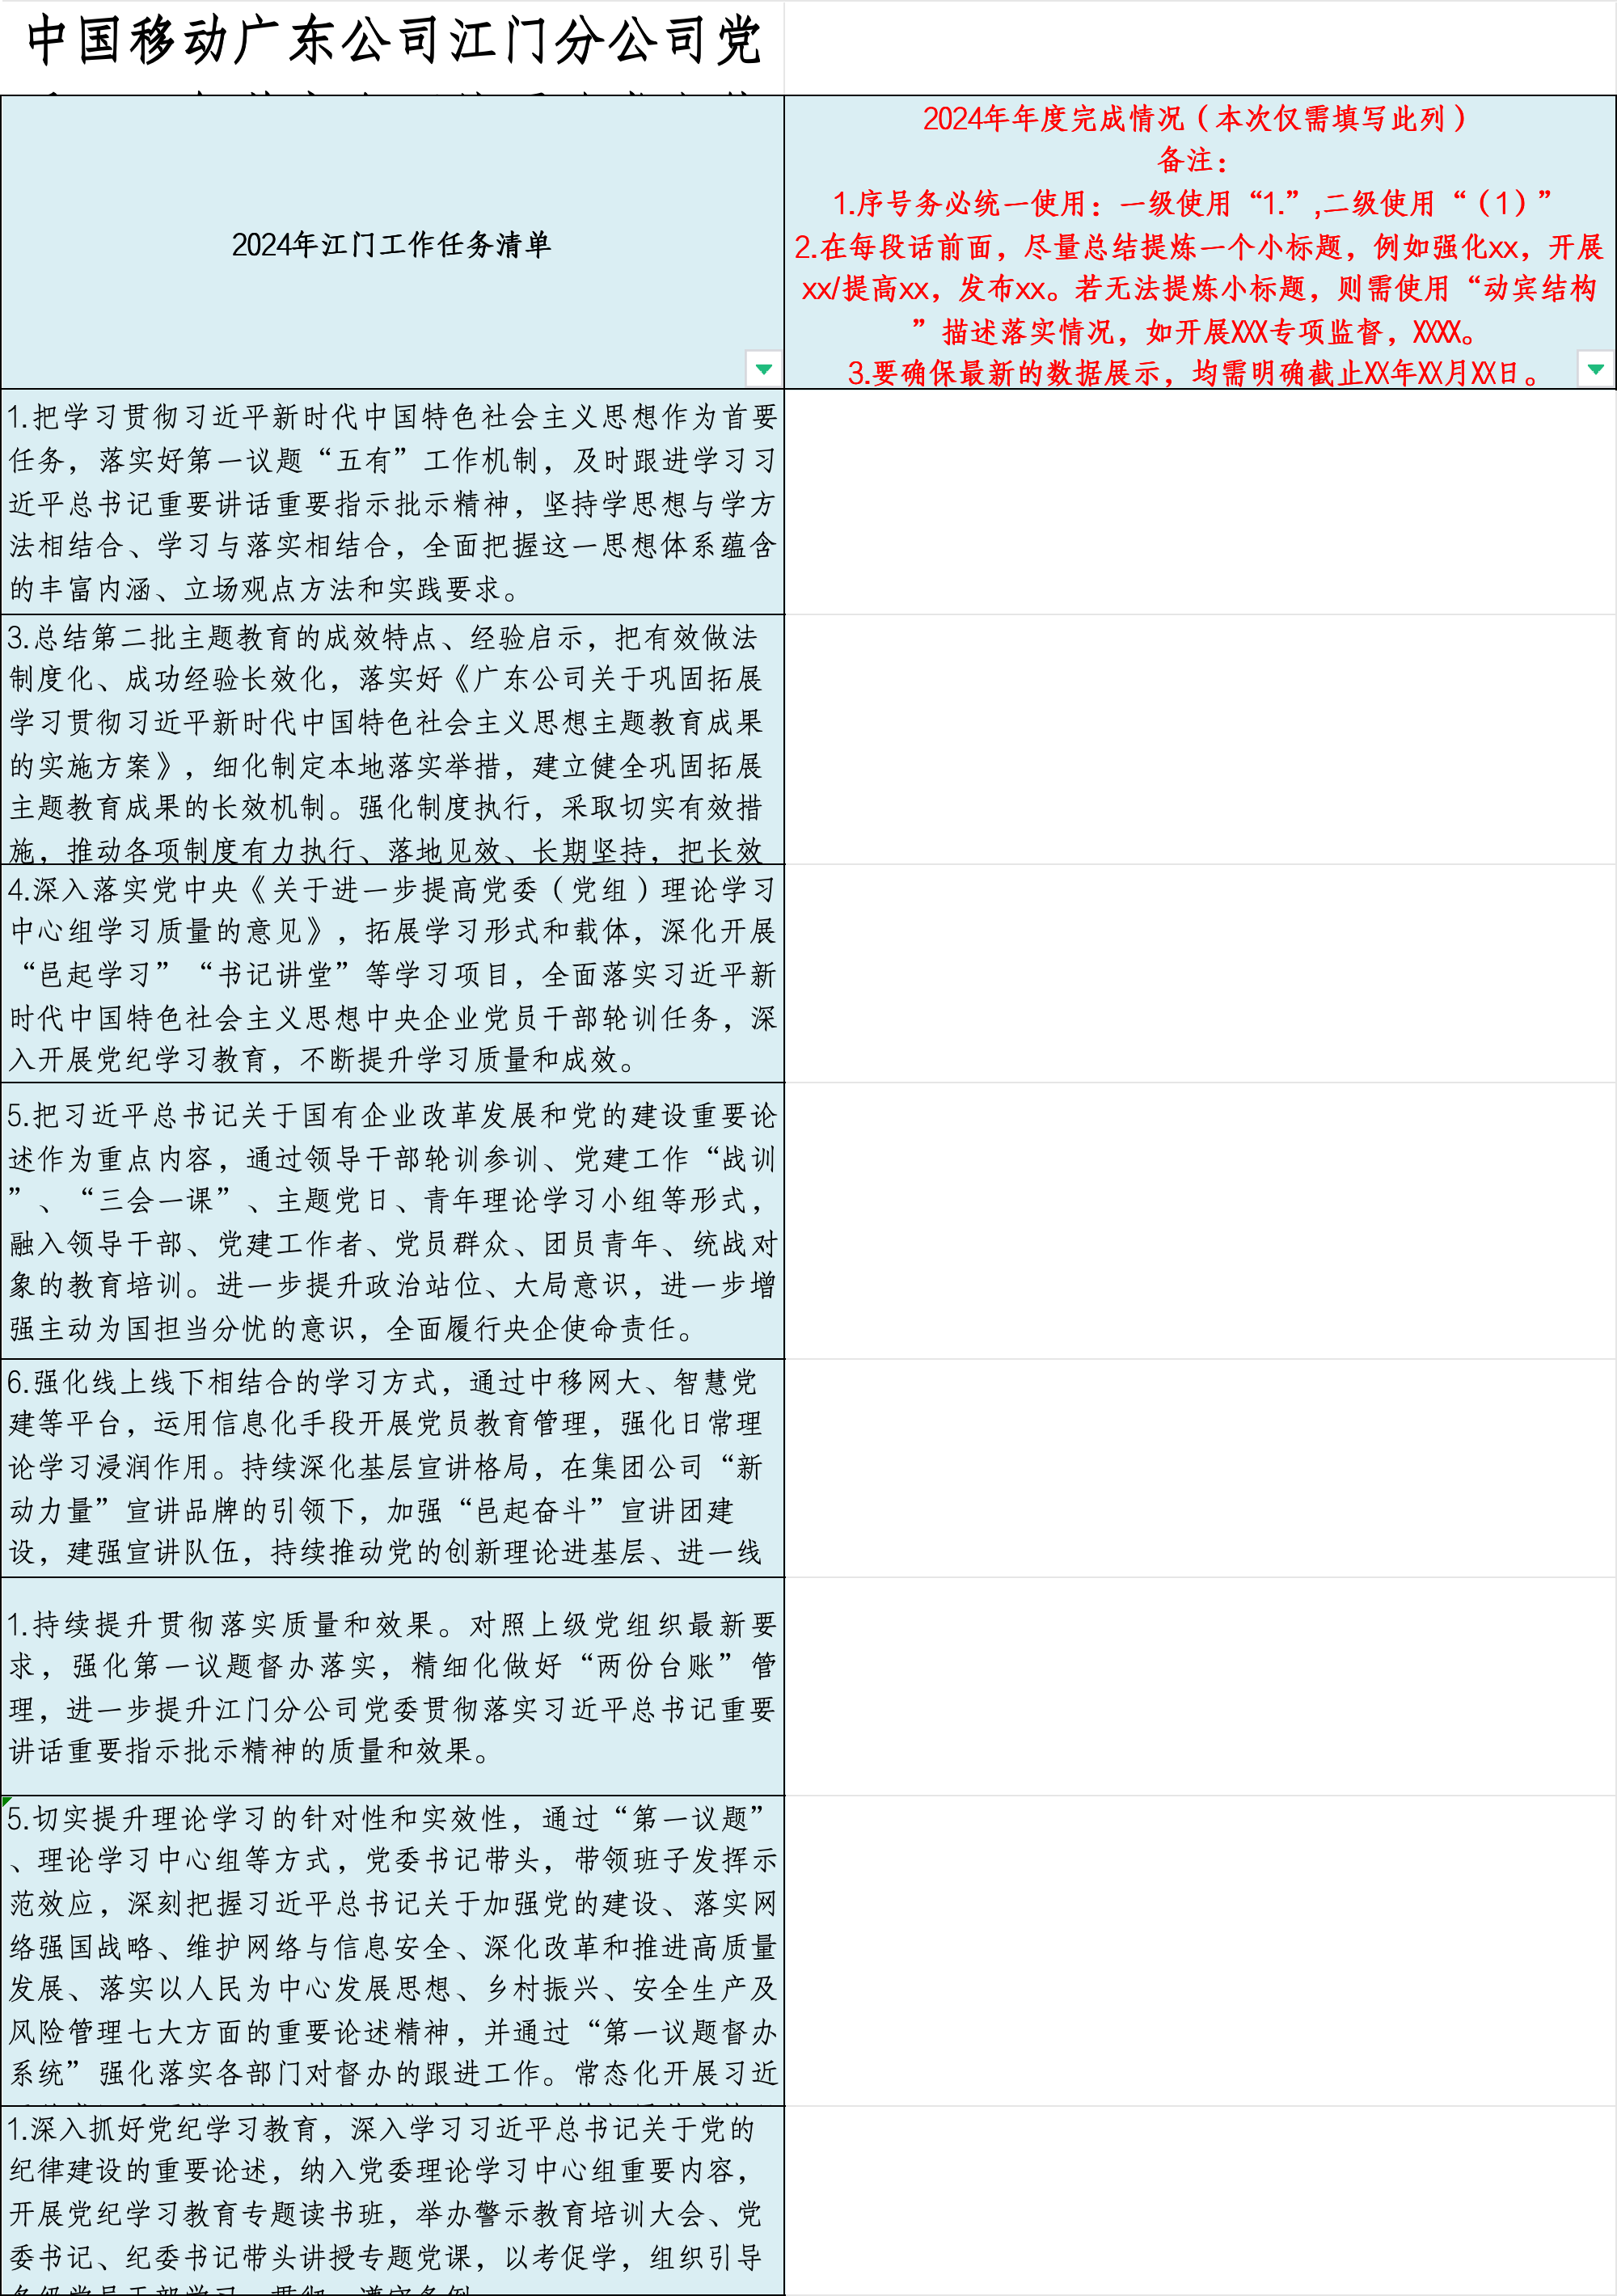 中国移动广东公司江门分公司党
2024年江门工作任务清单
2024年年度完成情况（本次仅需填写此列）
备注：
1.序号务必统一使用：一级使用“1.”,二级使用“（1）”
2.在每段话前面，尽量总结提炼一个小标题，例如强化xx，开展
xx/提高xx，发布xx。若无法提炼小标题，则需使用“动宾结构
”描述落实情况，如开展XXX专项监督，XXXX。
3.要确保最新的数据展示，均需明确截止XX年XX月XX日。
1.把学习贯彻习近平新时代中国特色社会主义思想作为首要
任务，落实好第一议题“五有”工作机制，及时跟进学习习
近平总书记重要讲话重要指示批示精神，坚持学思想与学方
法相结合、学习与落实相结合，全面把握这一思想体系蕴含
的丰富内涵、立场观点方法和实践要求。
3.总结第二批主题教育的成效特点、经验启示，把有效做法
制度化、成功经验长效化，落实好《广东公司关于巩固拓展
学习贯彻习近平新时代中国特色社会主义思想主题教育成果
的实施方案》，细化制定本地落实举措，建立健全巩固拓展
主题教育成果的长效机制。强化制度执行，采取切实有效措
施，推动各项制度有力执行、落地见效、长期坚持，把长效
4.深入落实党中央《关于进一步提高党委（党组）理论学习
中心组学习质量的意见》，拓展学习形式和载体，深化开展
“邑起学习”“书记讲堂”等学习项目，全面落实习近平新
时代中国特色社会主义思想中央企业党员干部轮训任务，深
入开展党纪学习教育，不断提升学习质量和成效。
5.把习近平总书记关于国有企业改革发展和党的建设重要论
述作为重点内容，通过领导干部轮训参训、党建工作“战训
”、“三会一课”、主题党日、青年理论学习小组等形式，
融入领导干部、党建工作者、党员群众、团员青年、统战对
象的教育培训。进一步提升政治站位、大局意识，进一步增
强主动为国担当分忧的意识，全面履行央企使命责任。
6.强化线上线下相结合的学习方式，通过中移网大、智慧党
建等平台，运用信息化手段开展党员教育管理，强化日常理
论学习浸润作用。持续深化基层宣讲格局，在集团公司“新
动力量”宣讲品牌的引领下，加强“邑起奋斗”宣讲团建
设，建强宣讲队伍，持续推动党的创新理论进基层、进一线
1.持续提升贯彻落实质量和效果。对照上级党组织最新要
求，强化第一议题督办落实，精细化做好“两份台账”管
理，进一步提升江门分公司党委贯彻落实习近平总书记重要
讲话重要指示批示精神的质量和效果。
5.切实提升理论学习的针对性和实效性，通过“第一议题”
、理论学习中心组等方式，党委书记带头，带领班子发挥示
范效应，深刻把握习近平总书记关于加强党的建设、落实网
络强国战略、维护网络与信息安全、深化改革和推进高质量
发展、落实以人民为中心发展思想、乡村振兴、安全生产及
风险管理七大方面的重要论述精神，并通过“第一议题督办
系统”强化落实各部门对督办的跟进工作。常态化开展习近
1.深入抓好党纪学习教育，深入学习习近平总书记关于党的
纪律建设的重要论述，纳入党委理论学习中心组重要内容，
开展党纪学习教育专题读书班，举办警示教育培训大会、党
委书记、纪委书记带头讲授专题党课，以考促学，组织引导